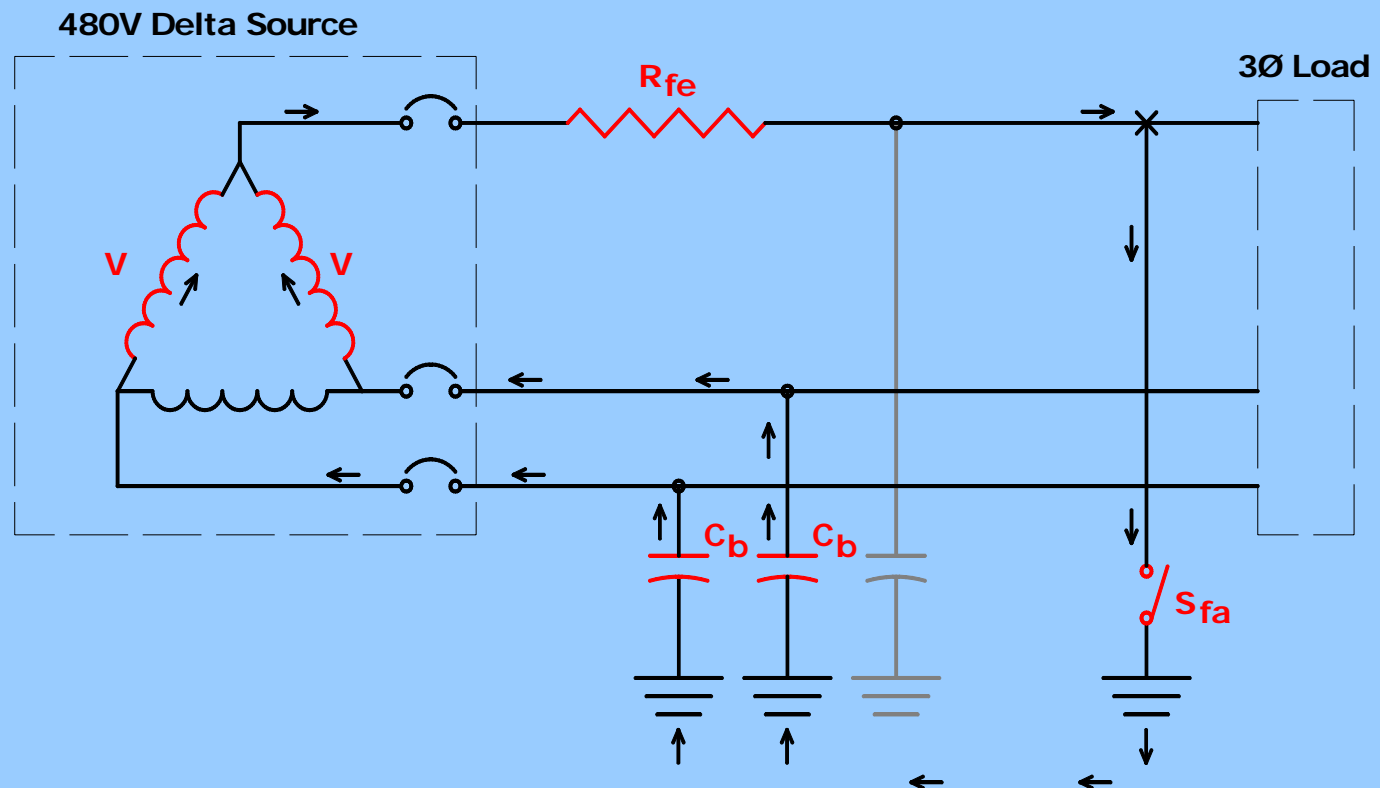 480V Delta Source
3Ø Load
Rfe
V
V
Cb
Cb
Sfa